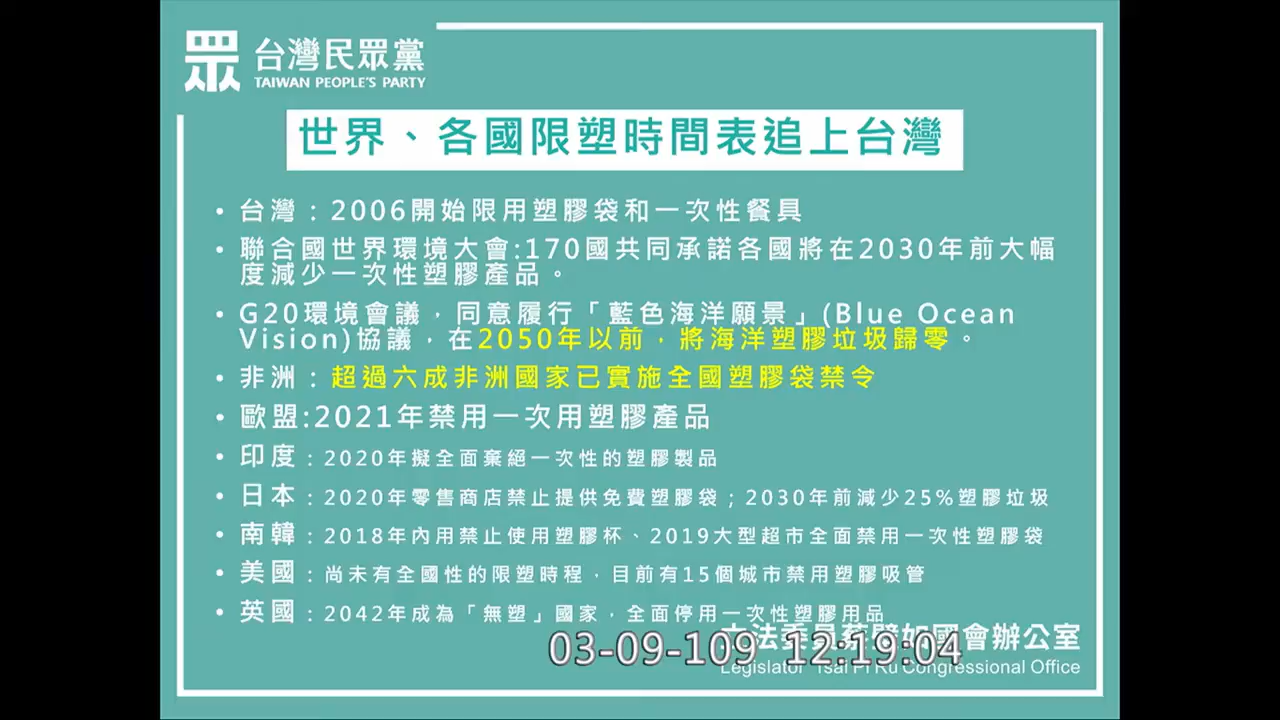 眾 台灣民眾黨
TAIWAN PEOPLE'S PARTY
世界、各國限塑時間表追上台灣
• 台灣：2006開始限用塑膠袋和一次性餐具
• 聯合國世界環境大會:170國共同承諾各國將在2030年前大幅
度減少一次性塑膠產品。
• G20環境會議，同意履行「藍色海洋願景」(Blue Ocean
Vision)協議，在2050年以前，將海洋塑膠垃圾歸零。
• 非洲：超過六成非洲國家已實施全國塑膠袋禁令
• 歐盟:2021年禁用一次用塑膠產品
• 印度：2020年擬全面棄絕一次性的塑膠製品
• 日本：2020年零售商店禁止提供免費塑膠袋；2030年前減少25%塑膠垃圾
• 南韓：2018年內用禁止使用塑膠杯、2019大型超市全面禁用一次性塑膠袋
• 美國：尚未有全國性的限塑時程，目前有15個城市禁用塑膠吸管
• 英國：2042年成為「無塑」國家，全面停用一次性塑膠用品
立法委員蔡壁如國會辦公室
03-09-109 12:19:04
Legislator Tsai Pi Ru Congressional Office